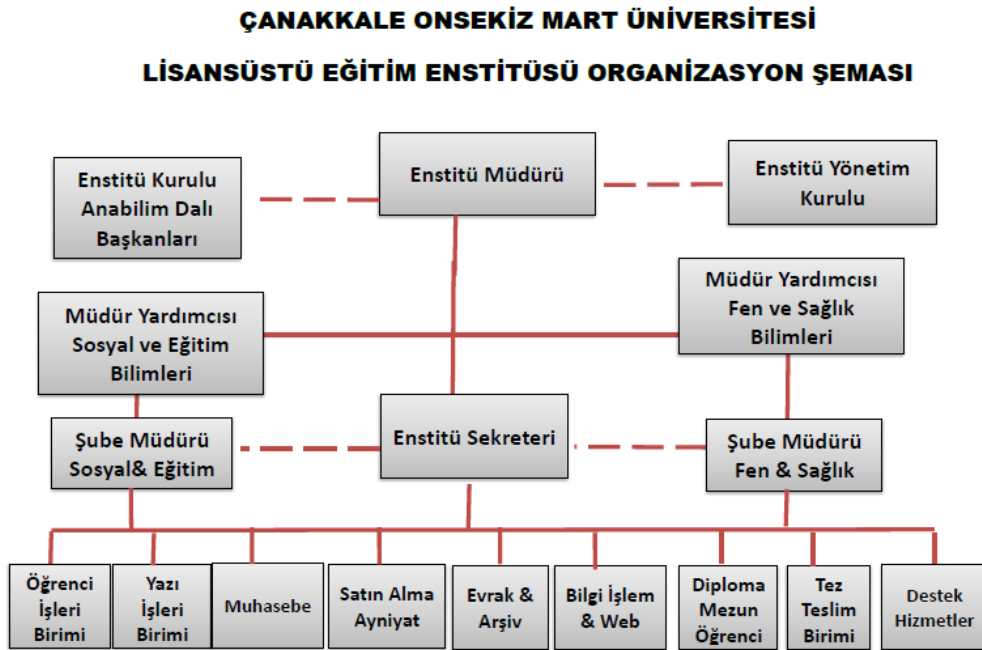 ÇANAKKALE ONSEKİZ MART ÜNİVERSİTESİ
LİSANSÜSTÜ EĞİTİM ENSTİTÜSÜ ORGANİZASYON ŞEMASI
Enstitü Kurulu
Anabilim Dalı
Başkanları
Enstitü Müdürü
Enstitü Yönetim
Kurulu
Müdür Yardımcısı
Sosyal ve Eğitim
Bilimleri
Müdür Yardımcısı
Fen ve Sağlık
Bilimleri
Şube Müdürü
Sosyal& Eğitim
Enstitü Sekreteri
Şube Müdürü
Fen & Sağlık
Öğrenci
İşleri
Birimi
Yazı
İşleri
Birimi
Muhasebe
Satın Alma
Ayniyat
Evrak &
Arşiv
Bilgi İşlem
& Web
Diploma
Mezun
Öğrenci
Tez
Teslim
Birimi
Destek
Hizmetler